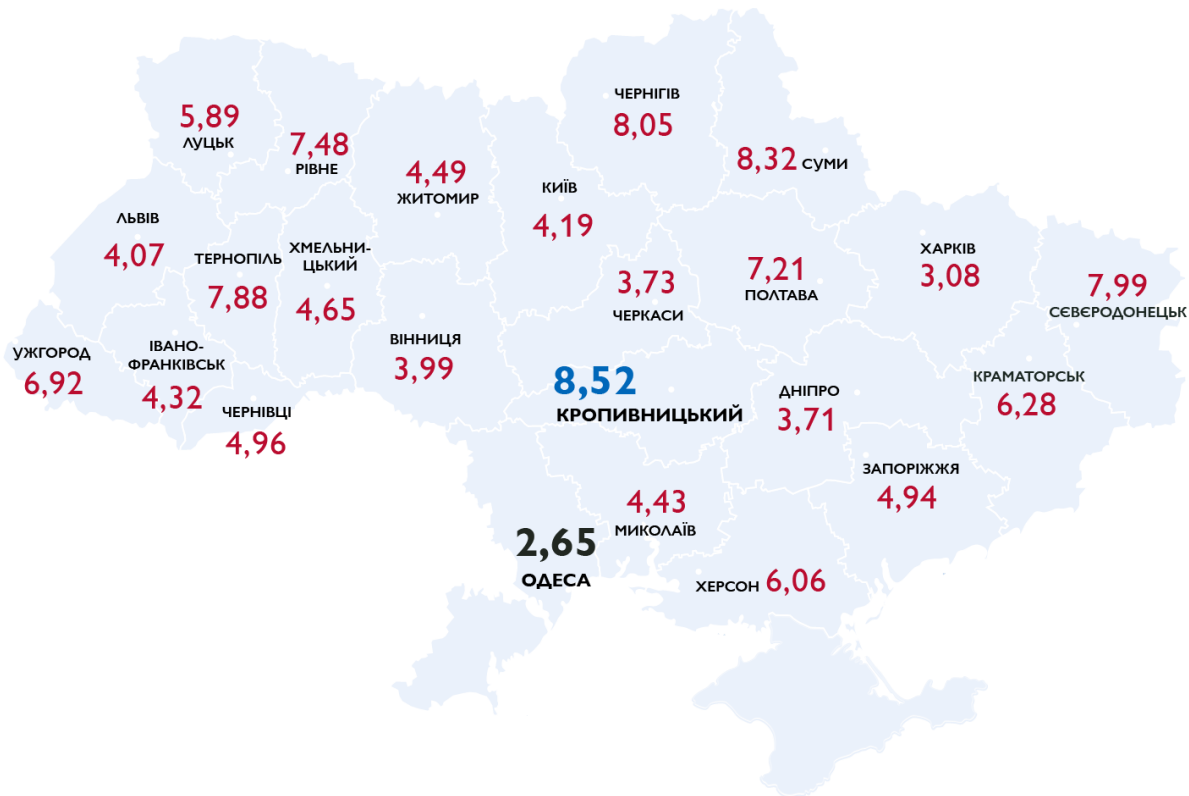 ЧЕРНІГІВ
8,05
5,89
ЛУЦЬК
7,48
РІВНЕ
8,32 СУМИ
4,49
ЖИТОМИР
КИЇВ
4,19
ЛЬВІВ
4,07
ТЕРНОПІЛЬ
7,88
ХМЕЛЬНИ-
ЦЬКИЙ
4,65
3,73
ЧЕРКАСИ
7,21
ПОЛТАВА
ХАРКІВ
3,08
7,99
СЄВЄРОДОНЕЦЬК
УЖГОРОД
6,92
ІВАНО-
ФРАНКІВСЬК
4,32
ЧЕРНІВЦІ
4,96
ВІННИЦЯ
3,99
8,52
КРОПИВНИЦЬКИЙ
ДНІПРО
3,71
КРАМАТОРСЬК
6,28
ЗАПОРІЖЖЯ
4,94
4,43
МИКОЛАЇВ
2,65
ОДЕСА
ХЕРСОН 6,06